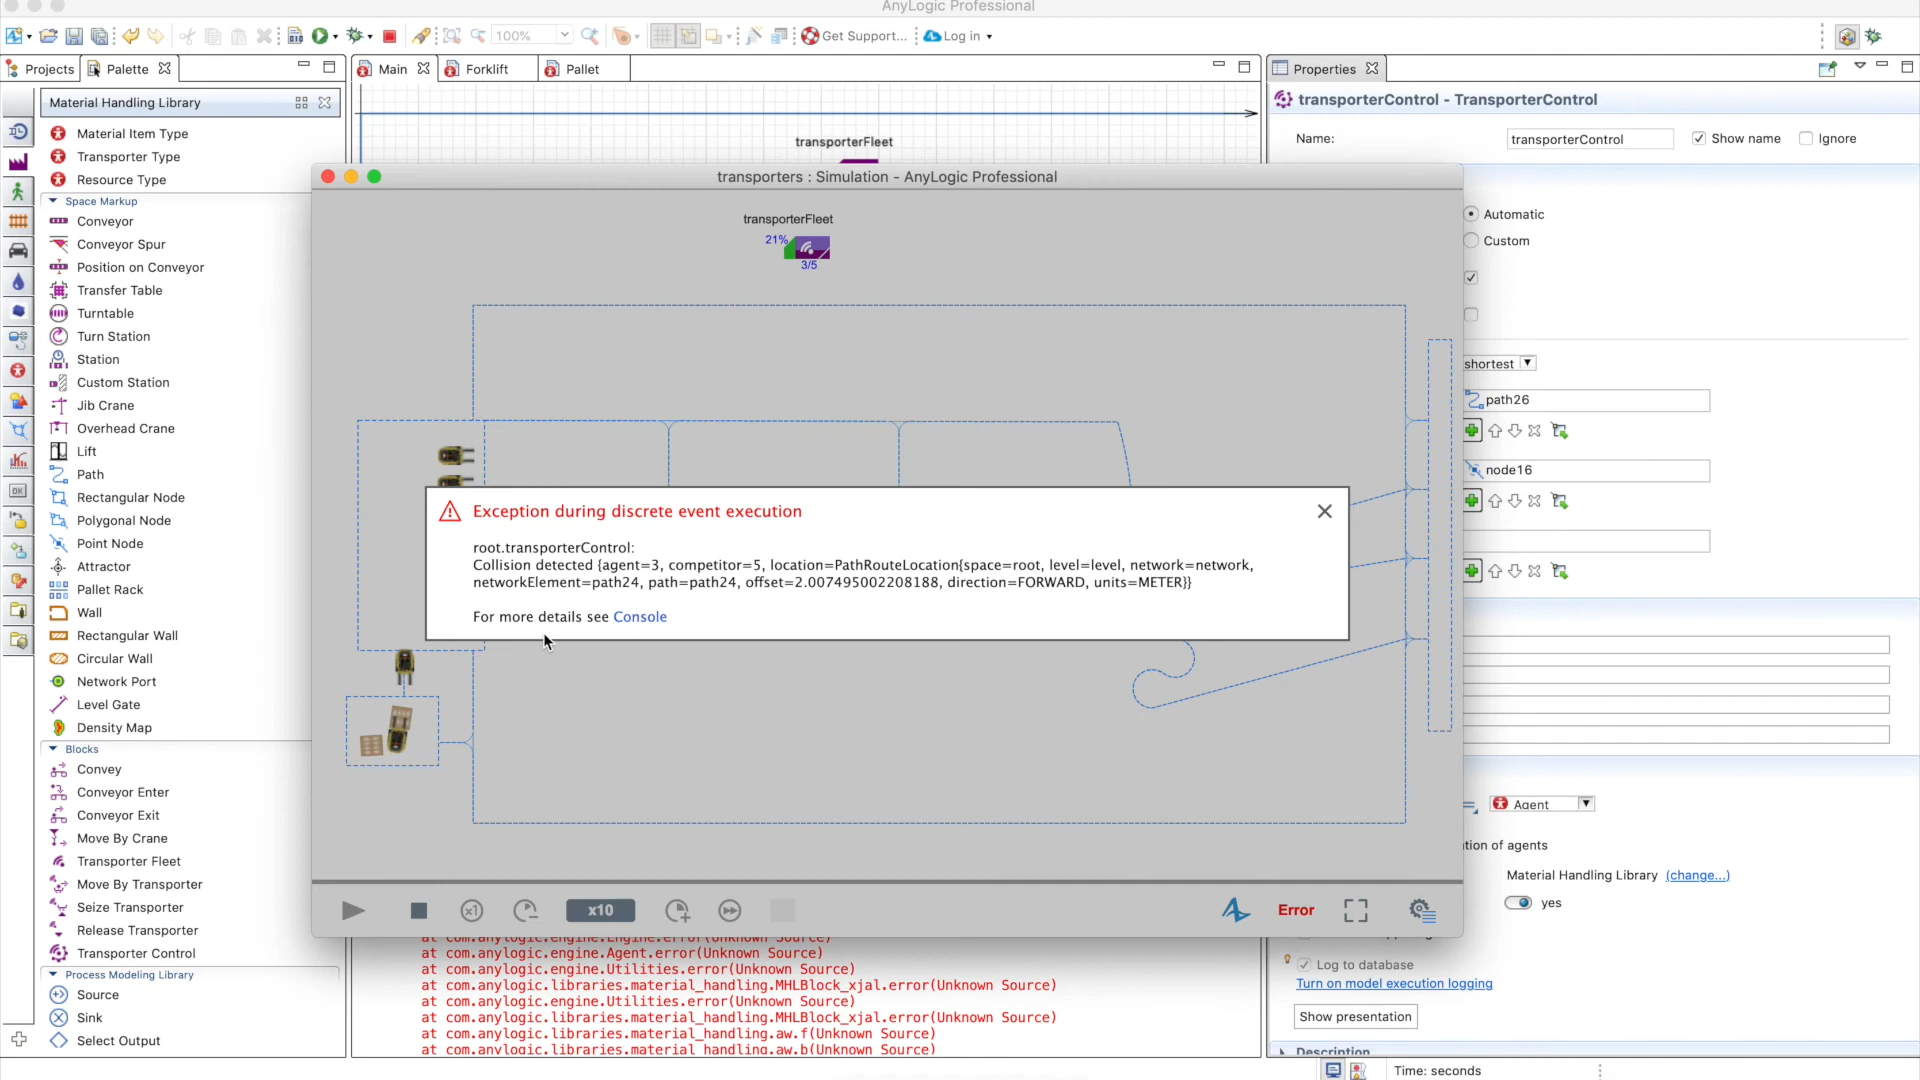 AnyLogic Professional
100%
Get Support...
Log in
Projects
Palette
Main
Forklift
Pallet
Properties
Material Handling Library
Material Item Type
Transporter Type
Resource Type
Space Markup
Conveyor
Conveyor Spur
Position on Conveyor
Transfer Table
Turntable
Turn Station
Station
Custom Station
Jib Crane
Overhead Crane
Lift
Path
Rectangular Node
Polygonal Node
Point Node
Attractor
Pallet Rack
Wall
Rectangular Wall
Circular Wall
Network Port
Level Gate
Density Map
Blocks
Convey
Conveyor Enter
Conveyor Exit
Move By Crane
Transporter Fleet
Move By Transporter
Seize Transporter
Release Transporter
Transporter Control
Process Modeling Library
Source
Sink
Select Output
transporterFleet
transporters : Simulation - AnyLogic Professional
transporterFleet
21%
3/5
Exception during discrete event execution
root.transporterControl:
Collision detected {agent=3, competitor=5, location=PathRouteLocation{space=root, level=level, network=network,
networkElement=path24, path=path24, offset=2.007495002208188, direction=FORWARD, units=METER}}
For more details see Console
x1
x10
Error
at com.anylogic.engine.Engine.error(Unknown Source)
at com.anylogic.engine.Agent.error(Unknown Source)
at com.anylogic.engine.Utilities.error(Unknown Source)
at com.anylogic.libraries.material_handling.MHLBlock_xjal.error(Unknown Source)
at com.anylogic.engine.Utilities.error(Unknown Source)
at com.anylogic.libraries.material_handling.MHLBlock_xjal.error(Unknown Source)
at com.anylogic.libraries.material_handling.aw.f(Unknown Source)
at com.anylogic.libraries.material_handling.aw.b(Unknown Source)
transporterControl - TransporterControl
Name:
transporterControl
Show name
Ignore
Automatic
Custom
shortest
path26
node16
Agent
tion of agents
Material Handling Library (change...)
yes
Log to database
Turn on model execution logging
Show presentation
Description
Time: seconds